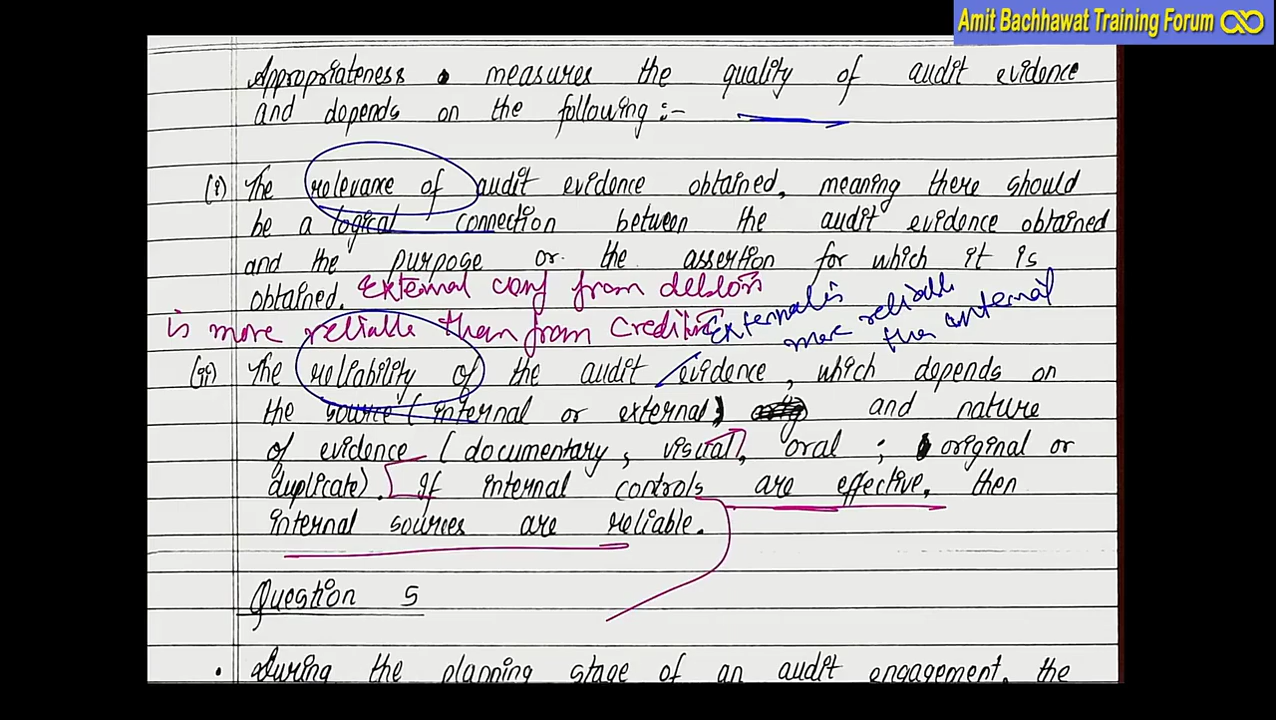 Amit Bachhawat Training Forum
Appropriateness measures the quality of audit evidence
and depends on the following :-
(i) The relevance of audit evidence obtained, meaning there should
be a logical connection between the audit evidence obtained
and the purpose or the assertion for which it is
obtained. External conf from debtors
is more reliable than from Creditors
External is
more reliable
than internal
(ii) The reliability of the audit evidence, which depends on
the source (internal or external) and nature
of evidence (documentary, visual, oral ; original or
duplicate). If internal controls are effective, then
internal sources are reliable.
Question 5
• During the planning stage of an audit engagement, the